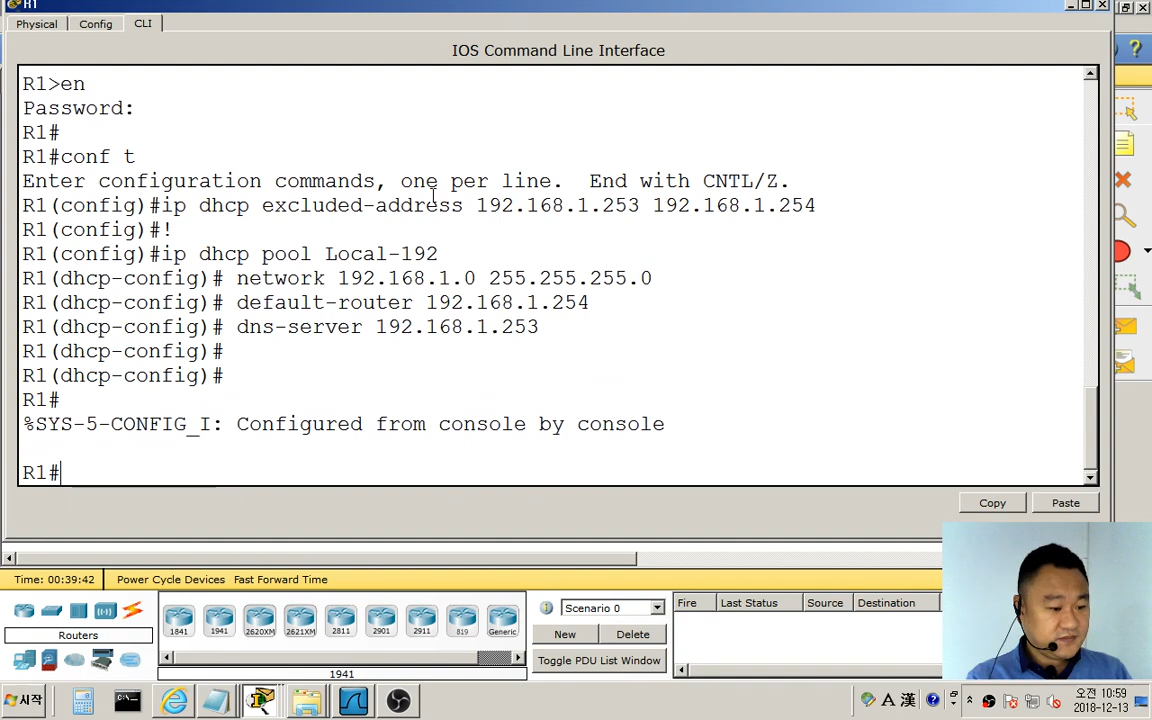 R1
Physical Config CLI
IOS Command Line Interface
R1>en
Password:
R1#
R1#conf t
Enter configuration commands, one per line.  End with CNTL/Z.
R1(config)#ip dhcp excluded-address 192.168.1.253 192.168.1.254
R1(config)#!
R1(config)#ip dhcp pool Local-192
R1(dhcp-config)# network 192.168.1.0 255.255.255.0
R1(dhcp-config)# default-router 192.168.1.254
R1(dhcp-config)# dns-server 192.168.1.253
R1(dhcp-config)#
R1(dhcp-config)#
R1#
%SYS-5-CONFIG_I: Configured from console by console
R1#
Copy Paste
Time: 00:39:42 Power Cycle Devices Fast Forward Time
Scenario 0 Fire Last Status Source Destination
1841 1941 2620XM 2621XM 2811 2901 2911 819 Generic
Routers New Delete
Toggle PDU List Window
1941
시작 A 漢 오전 10:59
2018-12-13